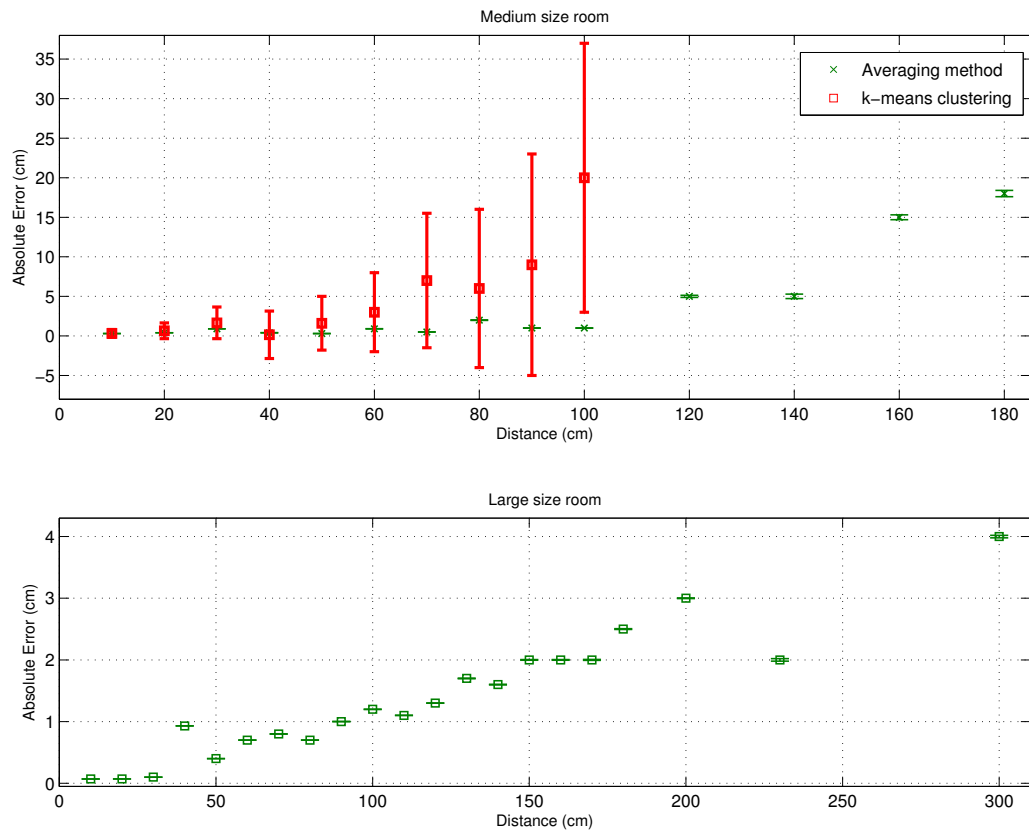 Medium size room
Absolute Error (cm)
35
30
25
20
15
10
5
0
−5
Averaging method
k−means clustering
0 20 40 60 80 100 120 140 160 180
Distance (cm)
Large size room
Absolute Error (cm)
4
3
2
1
0
0 50 100 150 200 250 300
Distance (cm)